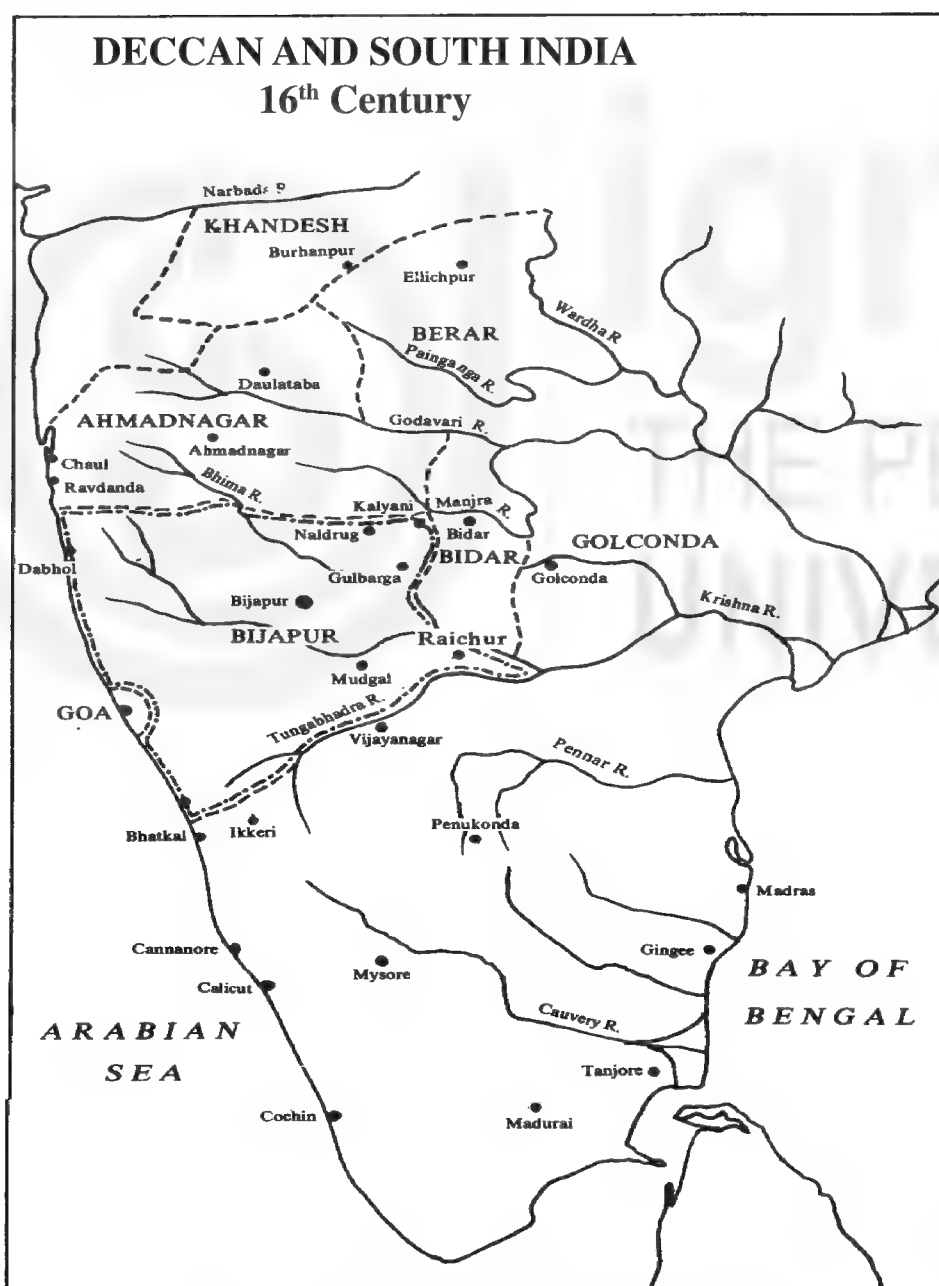 DECCAN AND SOUTH INDIA
16th Century
Narbada R
KHANDESH
Burhanpur
Ellichpur
Wardha R
BERAR
Painganga R.
Daulataba
AHMADNAGAR
Godavari R.
Ahmadnagar
Chaul
Ravdanda
Bhima R.
Kalyani
Manjra R.
Naldrug
Bidar
BIDAR
GOLCONDA
Dabhol
Gulbarga
Golconda
Krishna R.
Bijapur
BIJAPUR
Raichur
Mudgal
GOA
Tungabhadra R.
Vijayanagar
Pennar R.
Bhatkal
Ikkeri
Penukonda
Madras
Cannanore
Mysore
Gingee
BAY OF
BENGAL
Calicut
Cauvery R.
ARABIAN
SEA
Tanjore
Cochin
Madurai